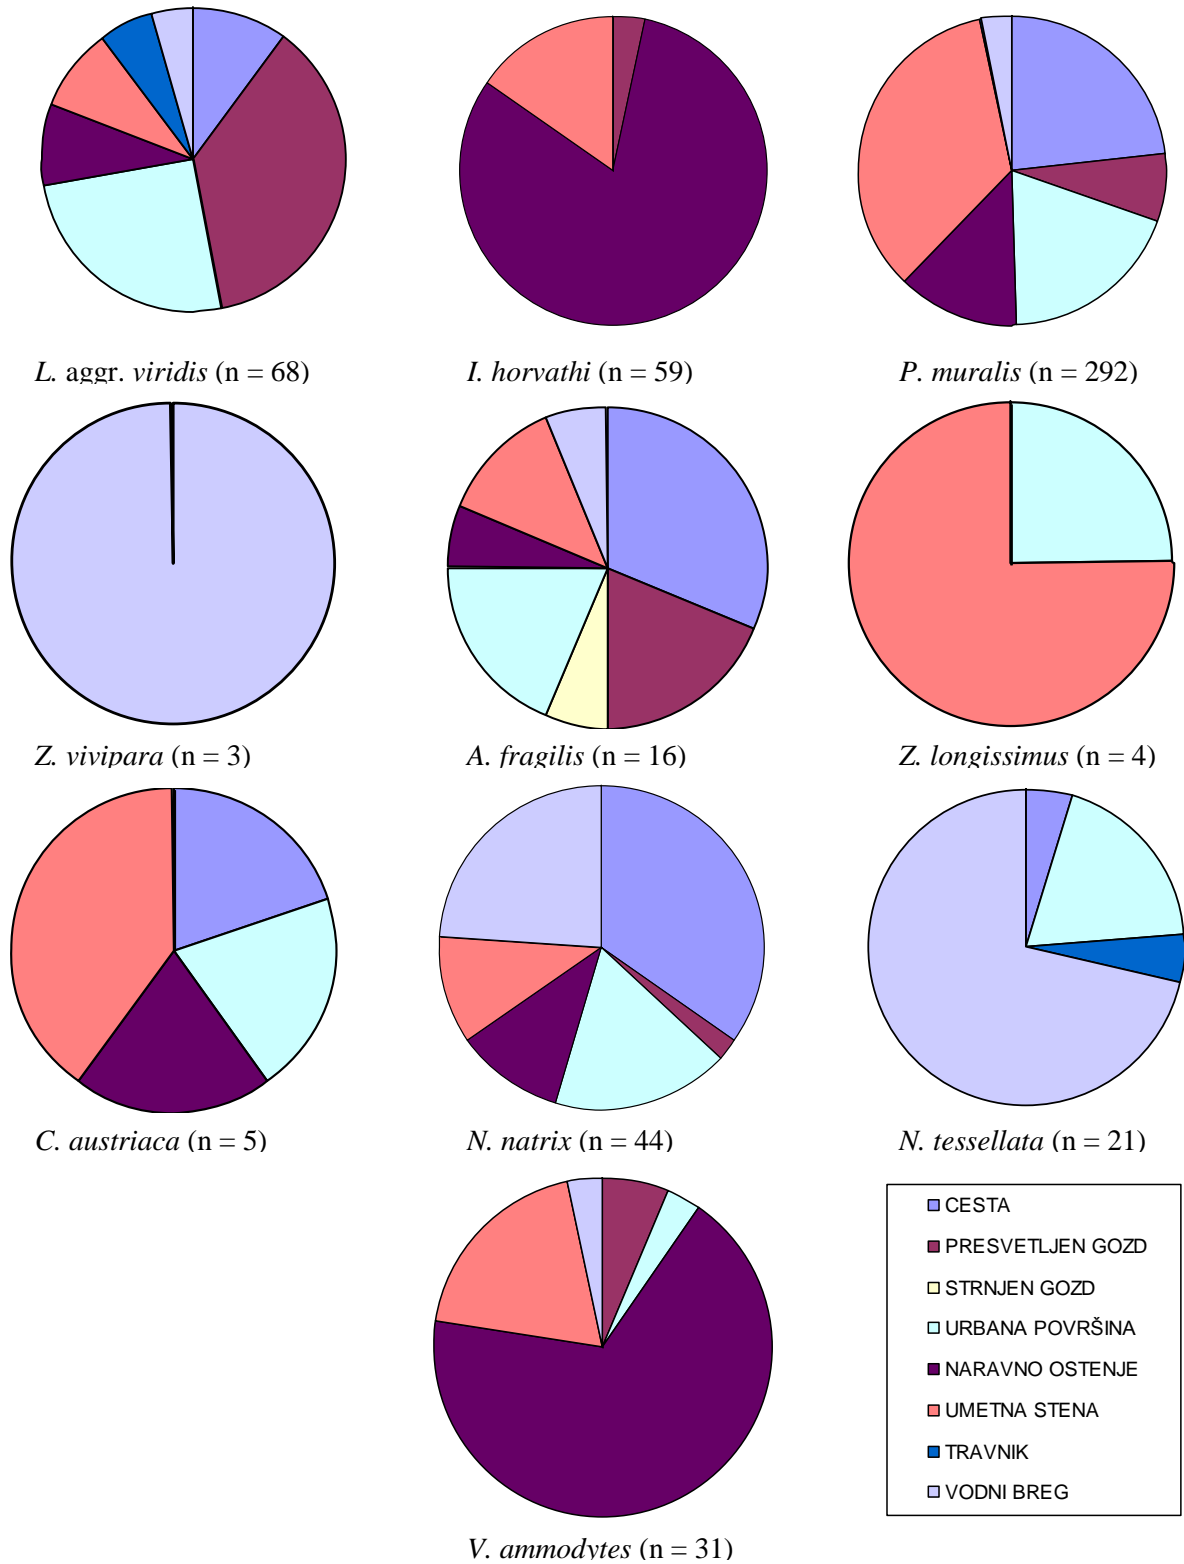 L. aggr. viridis (n = 68)
I. horvathi (n = 59)
P. muralis (n = 292)
Z. vivipara (n = 3)
A. fragilis (n = 16)
Z. longissimus (n = 4)
C. austriaca (n = 5)
N. natrix (n = 44)
N. tessellata (n = 21)
CESTA
PRESVETLJEN GOZD
STRNJEN GOZD
URBANA POVRŠINA
NARAVNO OSTENJE
UMETNA STENA
TRAVNIK
VODNI BREG
V. ammodytes (n = 31)